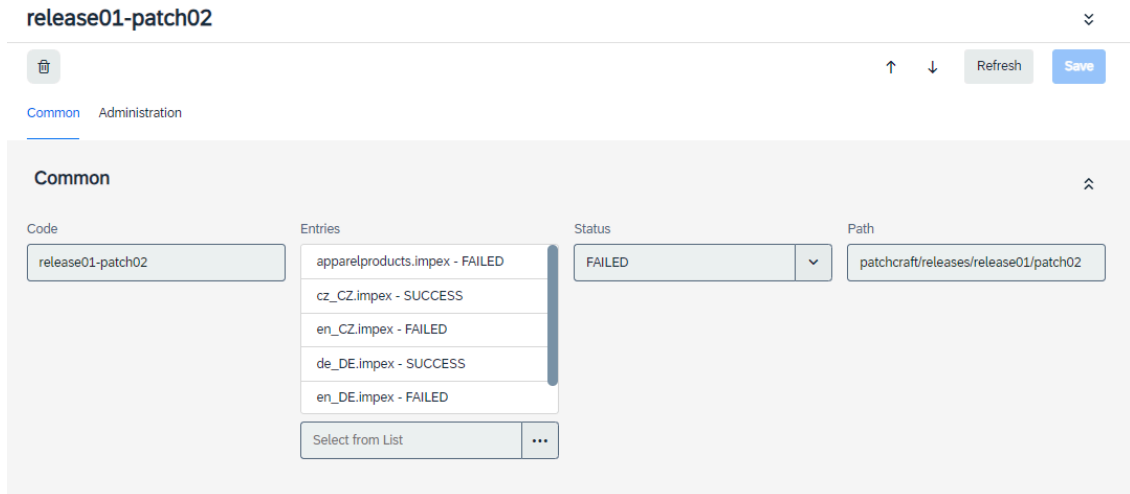 release01-patch02
Refresh
Save
Common Administration
Common
Code
release01-patch02
Entries
apparelproducts.impex - FAILED
cz_CZ.impex - SUCCESS
en_CZ.impex - FAILED
de_DE.impex - SUCCESS
en_DE.impex - FAILED
Select from List
Status
FAILED
Path
patchcraft/releases/release01/patch02